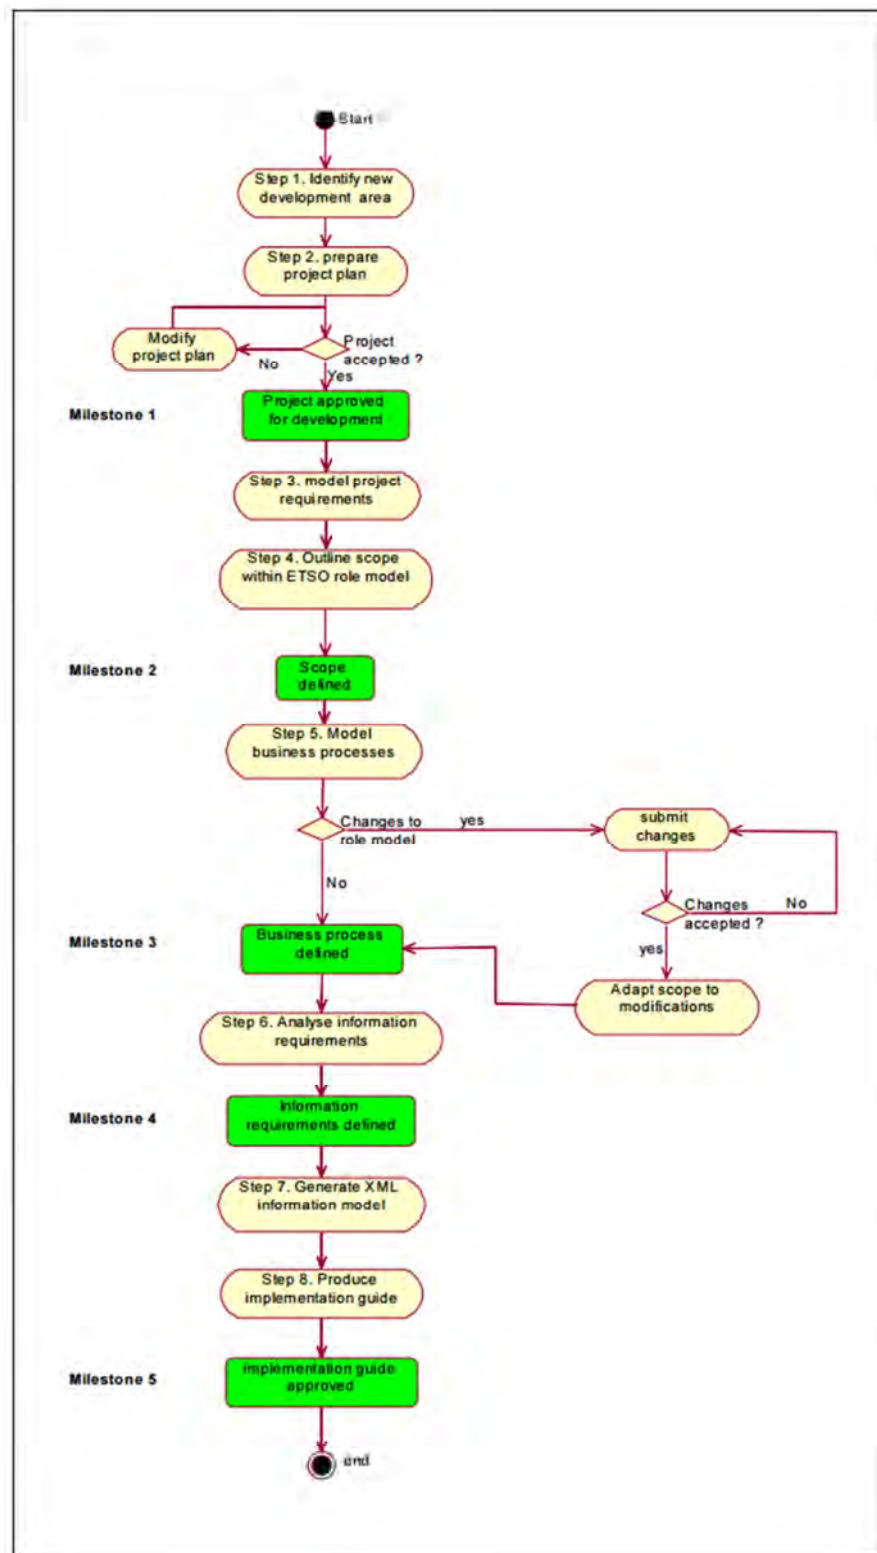 Start
Step 1. Identify new
development area
Step 2. prepare
project plan
Modify
project plan
No
Project
accepted ?
Yes
Milestone 1
Project approved
for development
Step 3. model project
requirements
Step 4. Outline scope
within ETSO role model
Milestone 2
Scope
defined
Step 5. Model
business processes
Changes to
role model
yes
submit
changes
No
Changes
accepted ?
No
yes
Milestone 3
Business process
defined
Adapt scope to
modifications
Step 6. Analyse information
requirements
Milestone 4
Information
requirements defined
Step 7. Generate XML
information model
Step 8. Produce
implementation guide
Milestone 5
implementation guide
approved
end